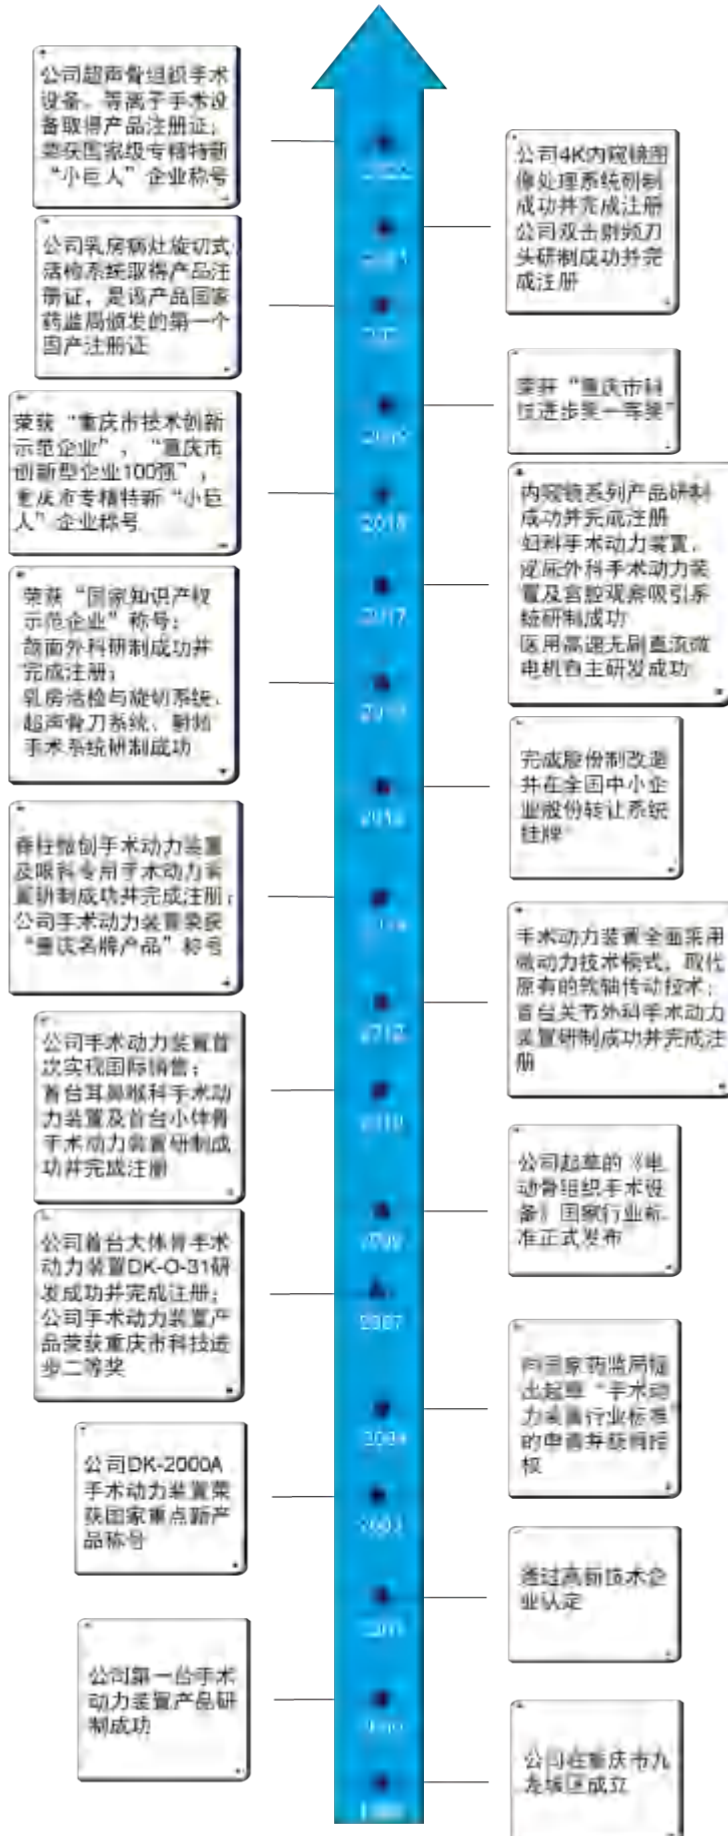 公司超声骨组织手术
设备、等离子手术设
备取得产品注册证；
荣获国家级专精特新
“小巨人”企业称号
公司4K内窥镜图
像处理系统研制
成功并完成注册
公司双击射频刀
头研制成功并完
成注册
公司乳房病灶旋切式
活检系统取得产品注
册证，是该产品国家
药监局颁发的第一个
国产注册证
荣获“重庆市科
技进步奖一等奖”
荣获“重庆市技术创新
示范企业”，“重庆市
创新型企业100强”，
重庆市专精特新“小巨
人”企业称号
2018
内窥镜系列产品研制
成功并完成注册
妇科手术动力装置、
泌尿外科手术动力装
置及宫腔观察吸引系
统研制成功
医用高速无刷直流微
电机自主研发成功
2017
荣获“国家知识产权
示范企业”称号；
颌面外科研制成功并
完成注册；
乳房活检与旋切系统、
超声骨刀系统、射频
手术系统研制成功
完成股份制改造
并在全国中小企
业股份转让系统
挂牌
脊柱微创手术动力装置
及眼科专用手术动力装
置研制成功并完成注册；
公司手术动力装置荣获
“重庆名牌产品”称号
手术动力装置全面采用
微动力技术模式，取代
原有的软轴传动技术；
首台关节外科手术动力
装置研制成功并完成注
册
2012
公司手术动力装置首
次实现国际销售；
首台耳鼻喉科手术动
力装置及首台小体骨
手术动力装置研制成
功并完成注册
2010
公司起草的《电
动骨组织手术设
备》国家行业标
准正式发布
公司首台大体骨手术
动力装置DK-O-31研
发成功并完成注册；
公司手术动力装置产
品荣获重庆市科技进
步二等奖
2007
向国家药监局提
出起草“手术动
力装置行业标准”
的申请并获得授
权
2004
公司DK-2000A
手术动力装置荣
获国家重点新产
品称号
2003
通过高新技术企
业认定
公司第一台手术
动力装置产品研
制成功
公司在重庆市九
龙坡区成立